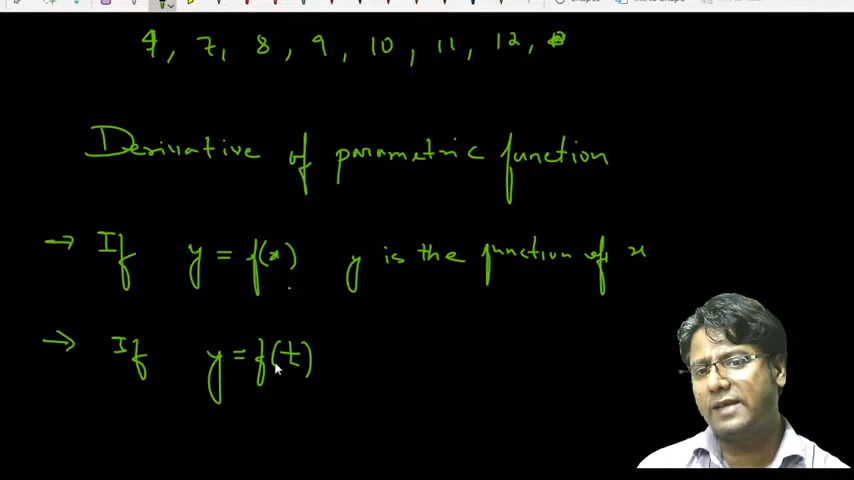 4, 7, 8, 9, 10, 11, 12,
Derivative of parametric function
→ If y = f(x) y is the function of x
→ If y = f(t)